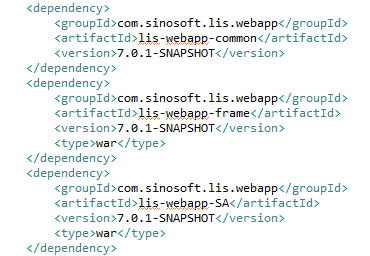 <dependency>
<groupId>com.sinosoft.lis.webapp</groupId>
<artifactId>lis-webapp-common</artifactId>
<version>7.0.1-SNAPSHOT</version>
</dependency>
<dependency>
<groupId>com.sinosoft.lis.webapp</groupId>
<artifactId>lis-webapp-frame</artifactId>
<version>7.0.1-SNAPSHOT</version>
<type>war</type>
</dependency>
<dependency>
<groupId>com.sinosoft.lis.webapp</groupId>
<artifactId>lis-webapp-SA</artifactId>
<version>7.0.1-SNAPSHOT</version>
<type>war</type>
</dependency>